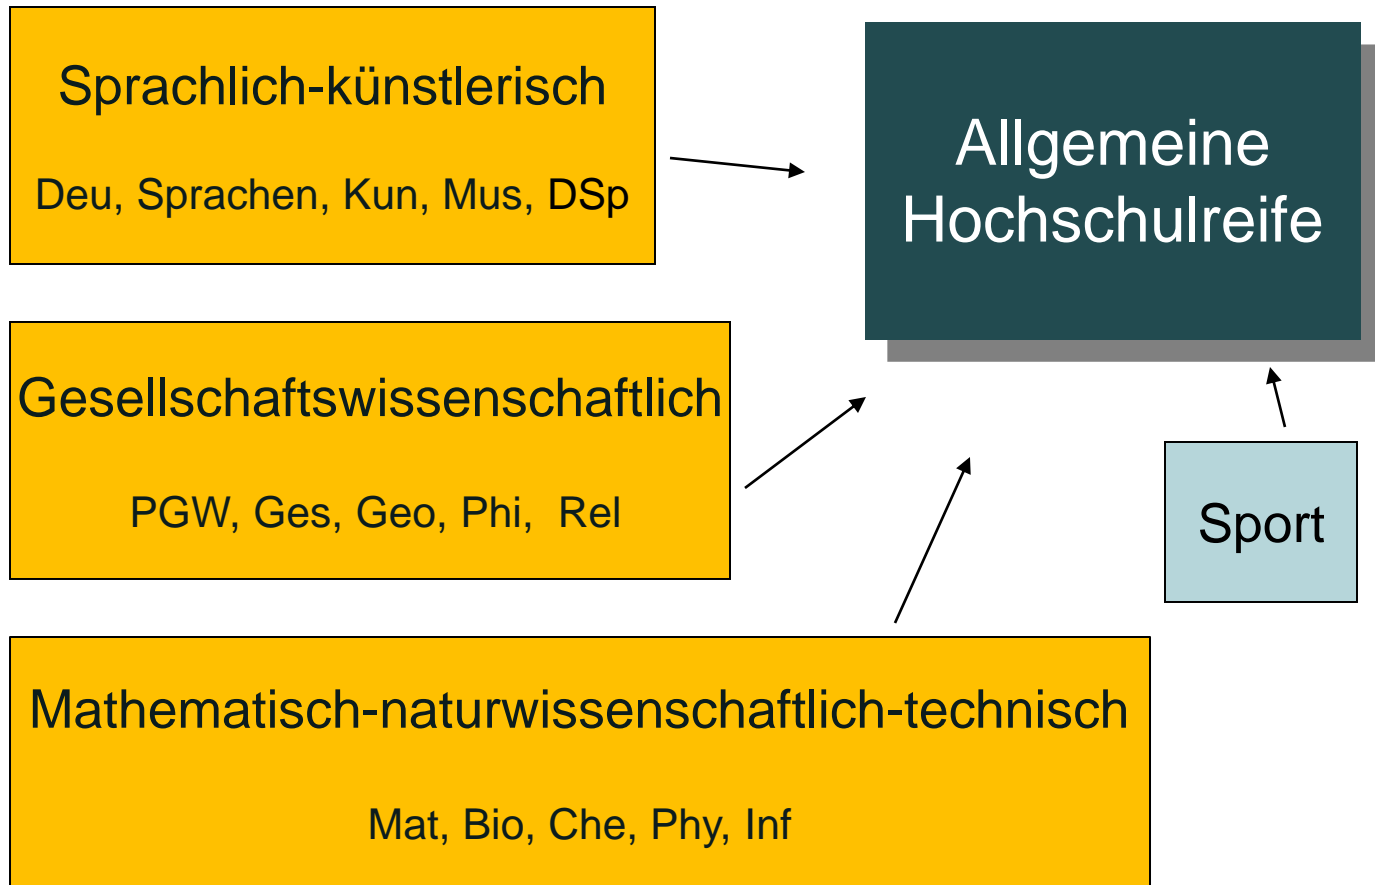 Sprachlich-künstlerisch
Deu, Sprachen, Kun, Mus, DSp
Allgemeine
Hochschulreife
Gesellschaftswissenschaftlich
PGW, Ges, Geo, Phi, Rel
Sport
Mathematisch-naturwissenschaftlich-technisch
Mat, Bio, Che, Phy, Inf